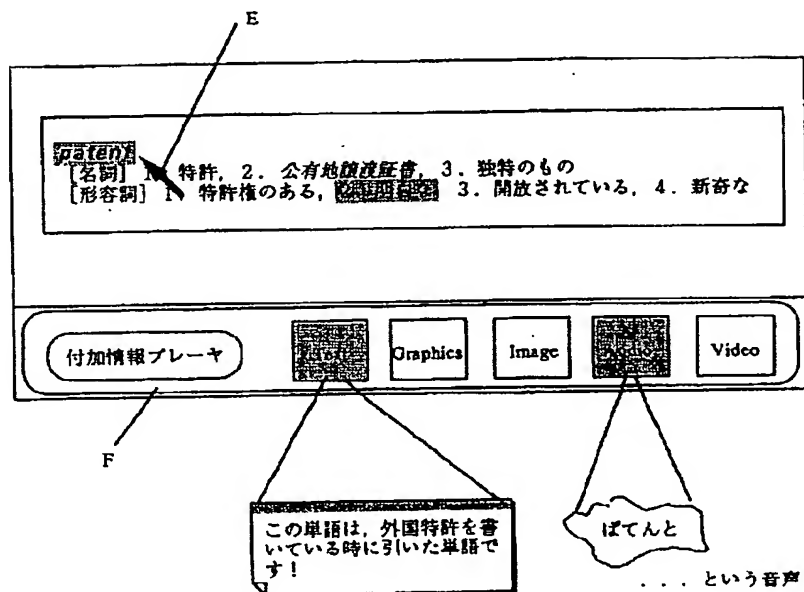 E
patent
[名詞] 1. 特許, 2. 公有地譲渡証書, 3. 独特のもの
[形容詞] 1. 特許権のある, 3. 開放されている, 4. 新奇な
付加情報プレーヤ
Text
Graphics
Image
Audio
Video
F
この単語は, 外国特許を書
いている時に引いた単語で
す!
ぱてんと
... という音声